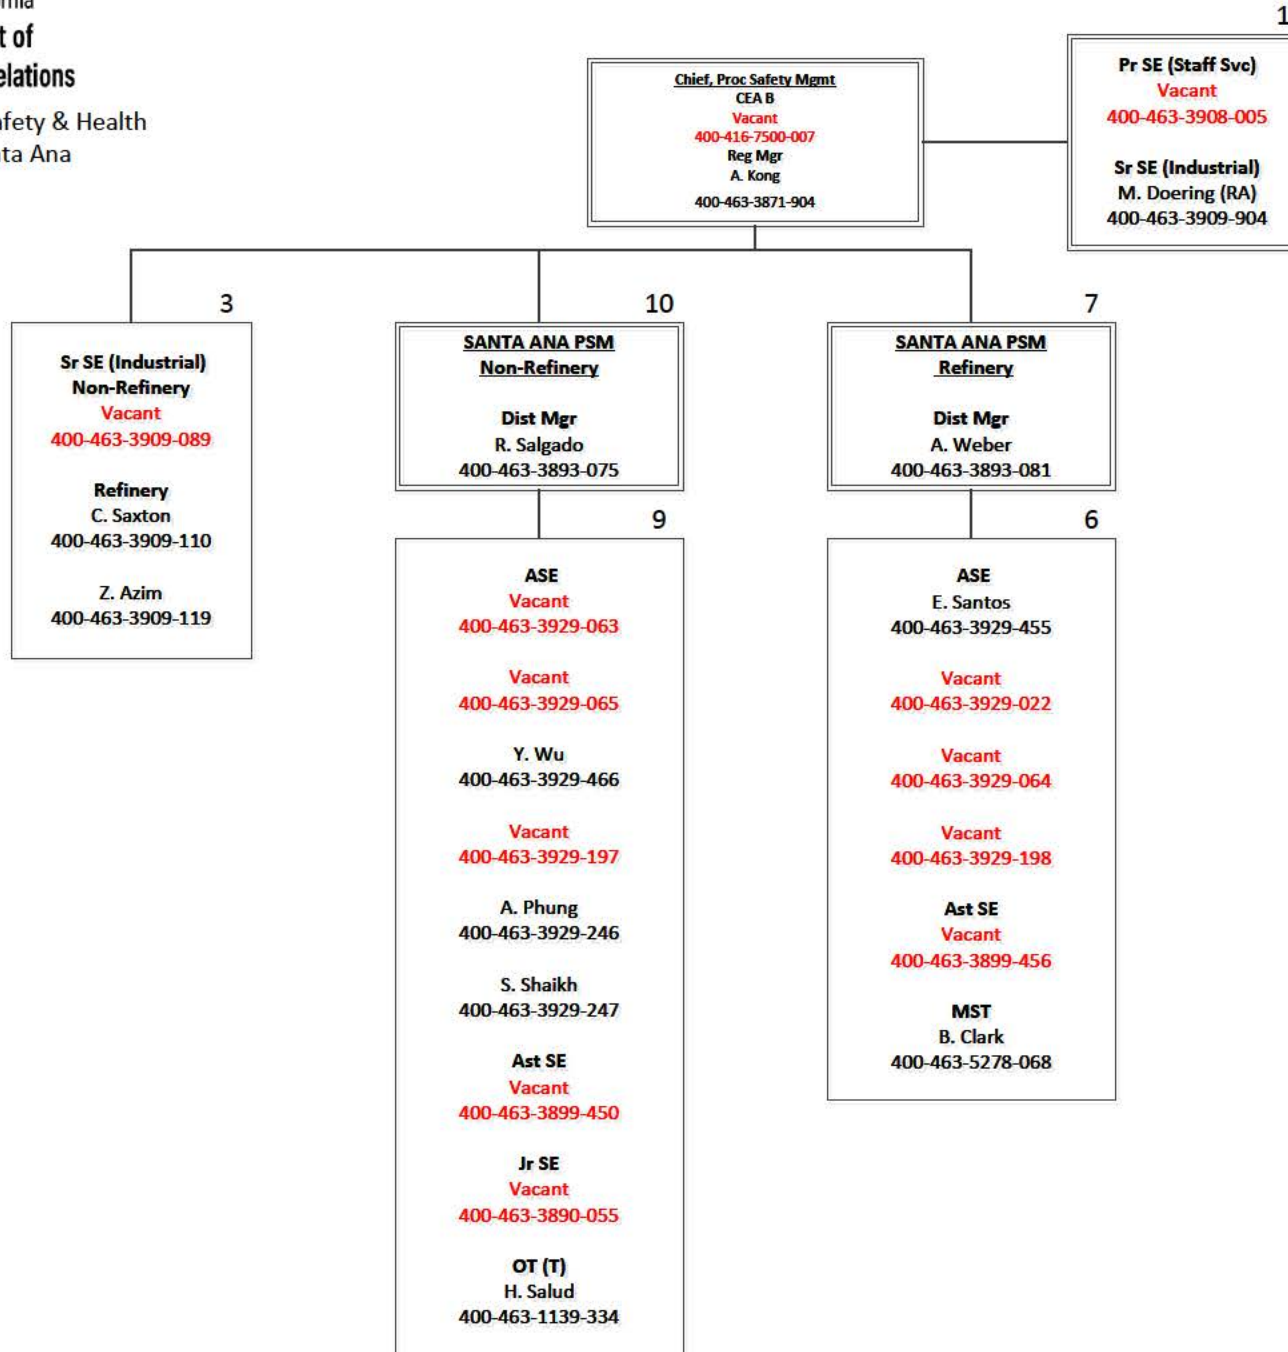 t of
elations
afety & Health
ta Ana
1
Chief, Proc Safety Mgmt
CEA B
Vacant
400-416-7500-007
Reg Mgr
A. Kong
400-463-3871-904
Pr SE (Staff Svc)
Vacant
400-463-3908-005
Sr SE (Industrial)
M. Doering (RA)
400-463-3909-904
3
Sr SE (Industrial)
Non-Refinery
Vacant
400-463-3909-089
Refinery
C. Saxton
400-463-3909-110
Z. Azim
400-463-3909-119
10
SANTA ANA PSM
Non-Refinery
Dist Mgr
R. Salgado
400-463-3893-075
9
ASE
Vacant
400-463-3929-063
Vacant
400-463-3929-065
Y. Wu
400-463-3929-466
Vacant
400-463-3929-197
A. Phung
400-463-3929-246
S. Shaikh
400-463-3929-247
Ast SE
Vacant
400-463-3899-450
Jr SE
Vacant
400-463-3890-055
OT (T)
H. Salud
400-463-1139-334
7
SANTA ANA PSM
Refinery
Dist Mgr
A. Weber
400-463-3893-081
6
ASE
E. Santos
400-463-3929-455
Vacant
400-463-3929-022
Vacant
400-463-3929-064
Vacant
400-463-3929-198
Ast SE
Vacant
400-463-3899-456
MST
B. Clark
400-463-5278-068